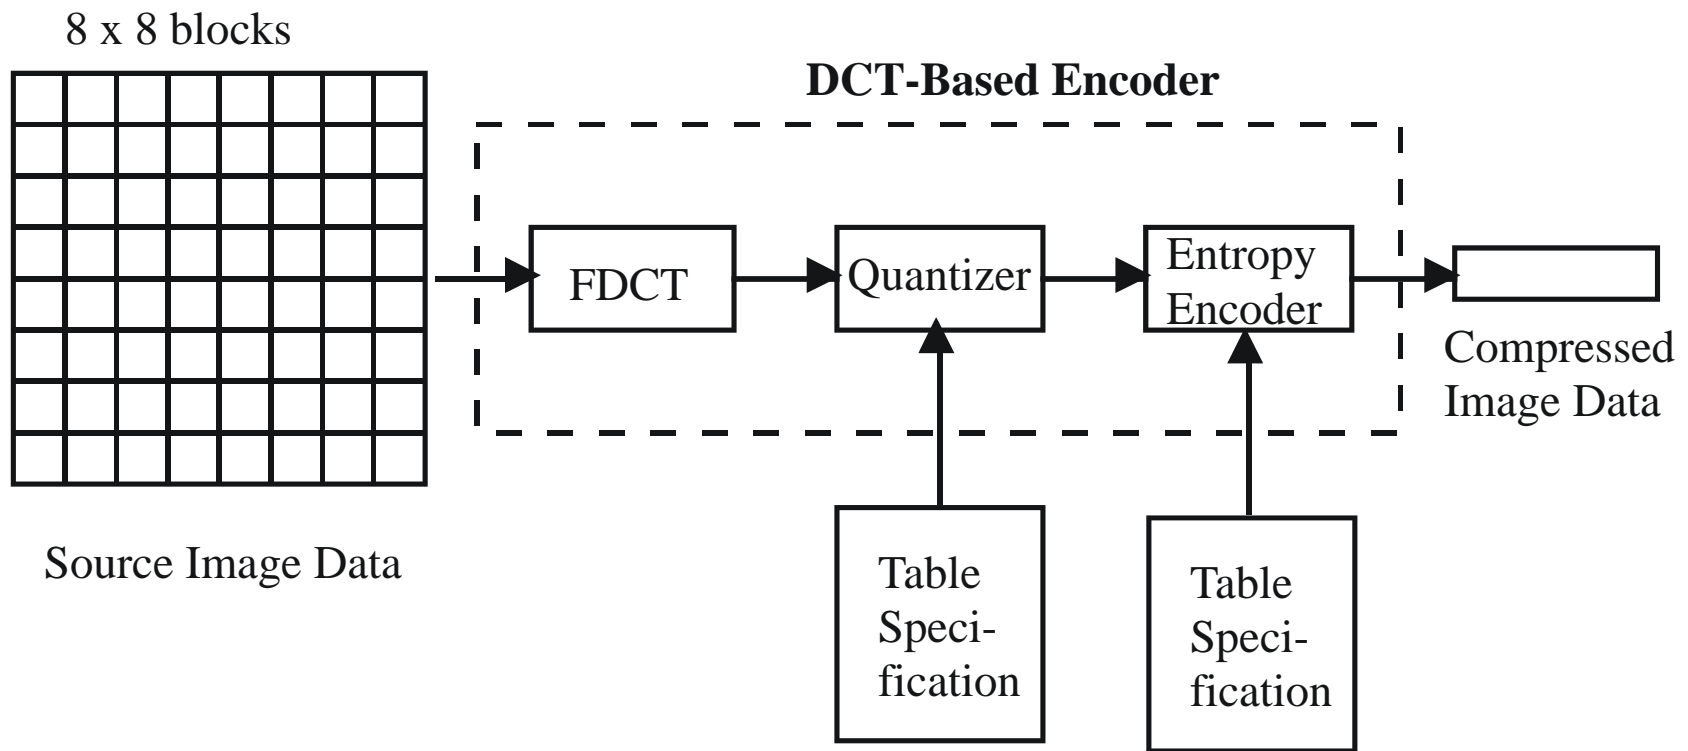 8 x 8 blocks
DCT-Based Encoder
FDCT
Quantizer
Entropy
Encoder
Compressed
Image Data
Source Image Data
Table
Speci-
fication
Table
Speci-
fication